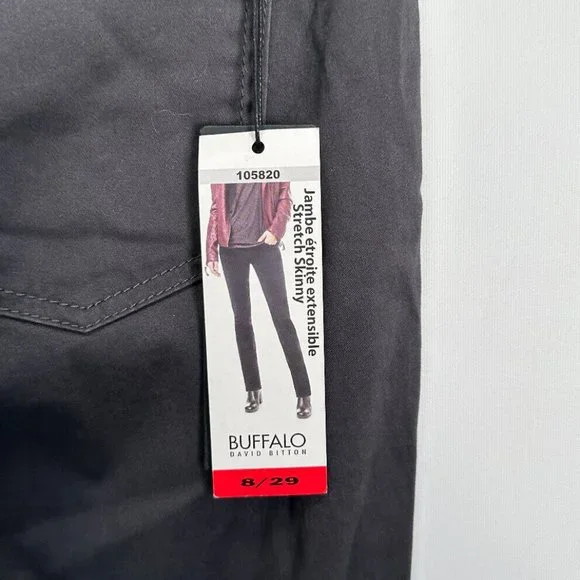 105820
Jambe étroite extensible
Stretch Skinny
BUFFALO
DAVID BITTON
8/29